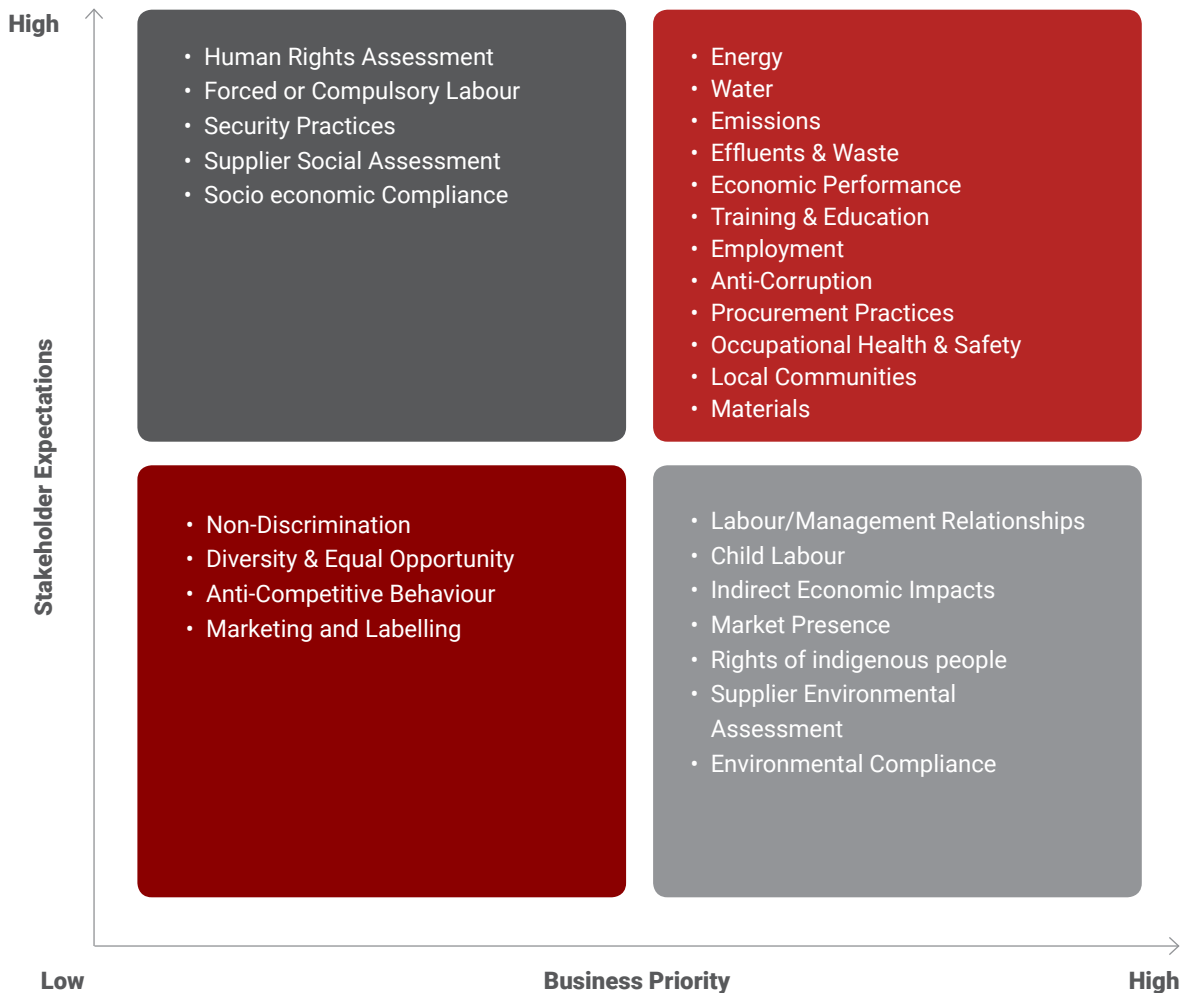 High
Human Rights Assessment
Forced or Compulsory Labour
Security Practices
Supplier Social Assessment
Socio economic Compliance
Energy
Water
Emissions
Effluents & Waste
Economic Performance
Training & Education
Employment
Anti-Corruption
Procurement Practices
Occupational Health & Safety
Local Communities
Materials
Stakeholder Expectations
Non-Discrimination
Diversity & Equal Opportunity
Anti-Competitive Behaviour
Marketing and Labelling
Labour/Management Relationships
Child Labour
Indirect Economic Impacts
Market Presence
Rights of indigenous people
Supplier Environmental
Assessment
Environmental Compliance
Low
Business Priority
High